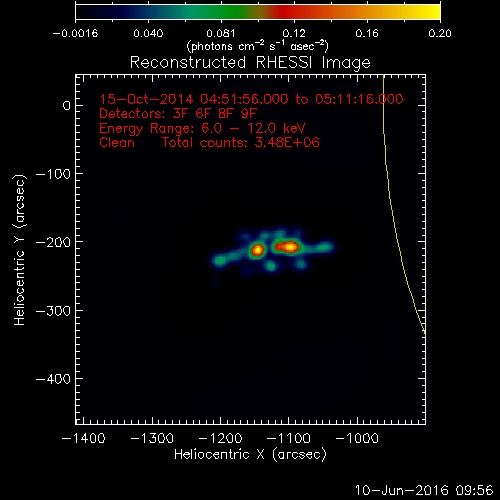 -0.0016 0.040 0.081 0.12 0.16 0.20
(photons cm⁻² s⁻¹ asec⁻²)
Reconstructed RHESSI Image
15-Oct-2014 04:51:56.000 to 05:11:16.000
Detectors: 3F 6F 8F 9F
Energy Range: 6.0 - 12.0 keV
Clean Total counts: 3.48E+06
Heliocentric Y (arcsec)
0
-100
-200
-300
-400
-1400 -1300 -1200 -1100 -1000
Heliocentric X (arcsec)
10-Jun-2016 09:56